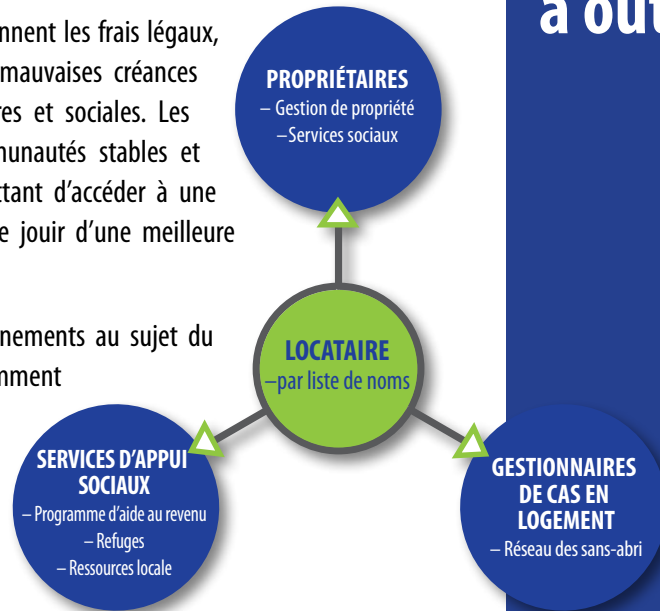 à out
nnent les frais légaux,
mauvaises créances
res et sociales. Les
nunautés stables et
ttant d'accéder à une
e jouir d'une meilleure
nements au sujet du
mment
PROPRIÉTAIRES
– Gestion de propriété
–Services sociaux
LOCATAIRE
–par liste de noms
SERVICES D'APPUI
SOCIAUX
– Programme d'aide au revenu
– Refuges
– Ressources locale
GESTIONNAIRES
DE CAS EN
LOGEMENT
– Réseau des sans-abri